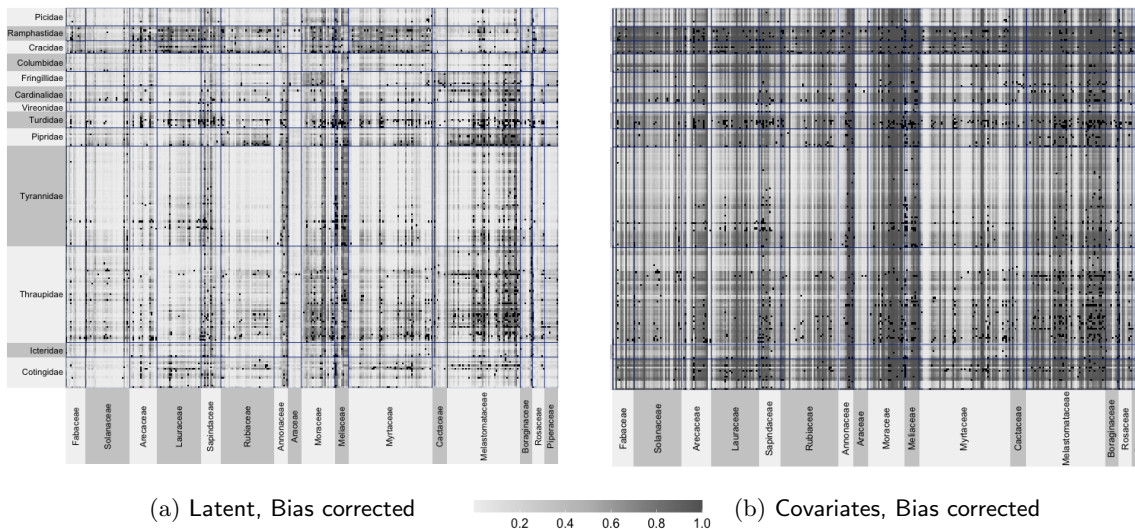 Picidae
Ramphastidae
Cracidae
Columbidae
Fringillidae
Cardinalidae
Vireonidae
Turdidae
Pipridae
Tyrannidae
Thraupidae
Icteridae
Cotingidae
Fabaceae
Solanaceae
Arecaceae
Lauraceae
Sapindaceae
Rubiaceae
Annonaceae
Araceae
Moraceae
Meliaceae
Myrtaceae
Cactaceae
Melastomataceae
Boraginaceae
Rosaceae
Piperaceae
Fabaceae
Solanaceae
Arecaceae
Lauraceae
Sapindaceae
Rubiaceae
Annonaceae
Araceae
Moraceae
Meliaceae
Myrtaceae
Cactaceae
Melastomataceae
Boraginaceae
Rosaceae
(a) Latent, Bias corrected
0.2 0.4 0.6 0.8 1.0
(b) Covariates, Bias corrected